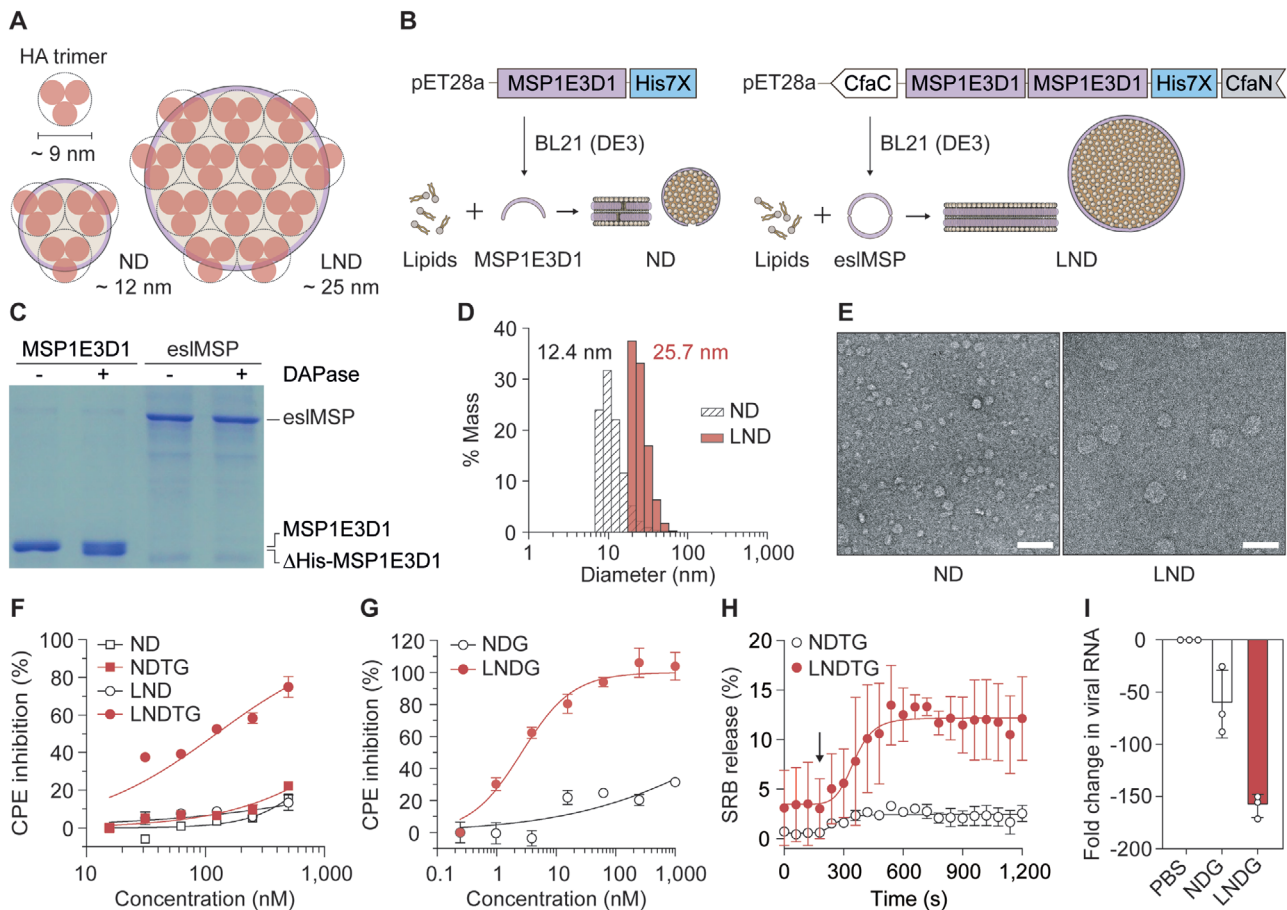 A
HA trimer
~ 9 nm
ND
~ 12 nm
LND
~ 25 nm
B
pET28a
MSP1E3D1
His7X
BL21 (DE3)
Lipids
+
MSP1E3D1
ND
pET28a
CfaC
MSP1E3D1
MSP1E3D1
His7X
CfaN
BL21 (DE3)
Lipids
+
eslMSP
LND
C
MSP1E3D1
eslMSP
- + - + DAPase
eslMSP
MSP1E3D1
ΔHis-MSP1E3D1
D
40
30
20
10
0
% Mass
12.4 nm
25.7 nm
ND
LND
1 10 100 1,000
Diameter (nm)
E
ND
LND
F
100
80
60
40
20
0
CPE inhibition (%)
ND
NDTG
LND
LNDTG
10 100 1,000
Concentration (nM)
G
120
100
80
60
40
20
0
CPE inhibition (%)
NDG
LNDG
0.1 1 10 100 1,000
Concentration (nM)
H
20
15
10
5
0
SRB release (%)
NDTG
LNDTG
0 300 600 900 1,200
Time (s)
I
0
-50
-100
-150
-200
Fold change in viral RNA
PBS
NDG
LNDG